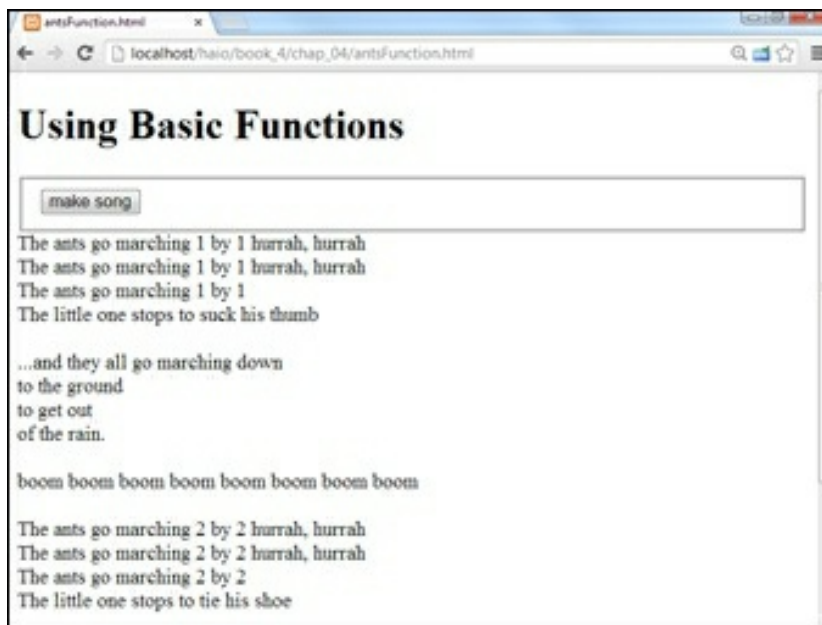 antsFunction.html
localhost/haio/book_4/chap_04/antsFunction.html
Using Basic Functions
make song
The ants go marching 1 by 1 hurrah, hurrah
The ants go marching 1 by 1 hurrah, hurrah
The ants go marching 1 by 1
The little one stops to suck his thumb
...and they all go marching down
to the ground
to get out
of the rain.
boom boom boom boom boom boom boom boom
The ants go marching 2 by 2 hurrah, hurrah
The ants go marching 2 by 2 hurrah, hurrah
The ants go marching 2 by 2
The little one stops to tie his shoe